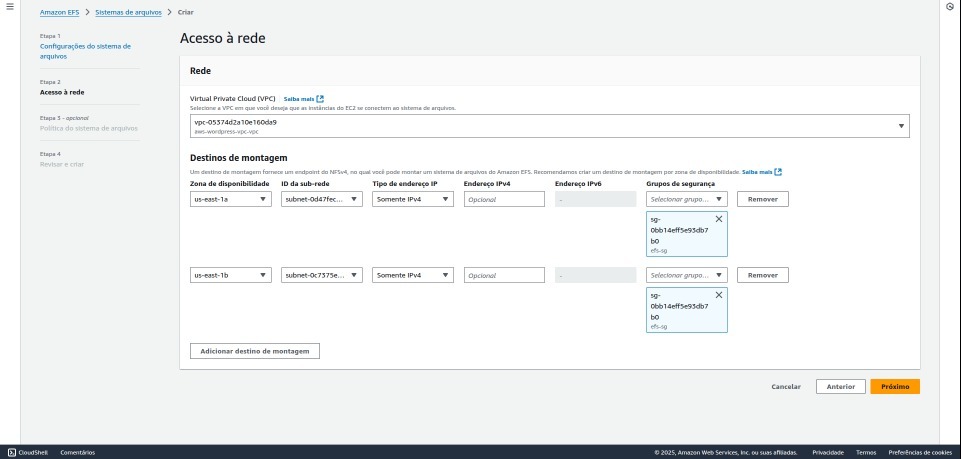 Amazon EFS > Sistemas de arquivos > Criar
Etapa 1
Configurações do sistema de
arquivos
Etapa 2
Acesso à rede
Etapa 3 - opcional
Política do sistema de arquivos
Etapa 4
Revisar e criar
Acesso à rede
Rede
Virtual Private Cloud (VPC) Saiba mais
Selecione a VPC em que você deseja que as instâncias do EC2 se conectem ao sistema de arquivos.
vpc-05374d2a10e160da9
aws-wordpress-vpc-vpc
Destinos de montagem
Um destino de montagem fornece um endpoint do NFSv4, no qual você pode montar um sistema de arquivos do Amazon EFS. Recomendamos criar um destino de montagem por zona de disponibilidade. Saiba mais
Zona de disponibilidade ID da sub-rede Tipo de endereço IP Endereço IPv4 Endereço IPv6 Grupos de segurança
us-east-1a subnet-0d47fec... Somente IPv4 Opcional - Selecionar grupo... Remover
sg-
0bb14eff5e93db7
b0
efs-sg
us-east-1b subnet-0c7375e... Somente IPv4 Opcional - Selecionar grupo... Remover
sg-
0bb14eff5e93db7
b0
efs-sg
Adicionar destino de montagem
Cancelar Anterior Próximo
CloudShell Comentários © 2025, Amazon Web Services, Inc. ou suas afiliadas. Privacidade Termos Preferências de cookies